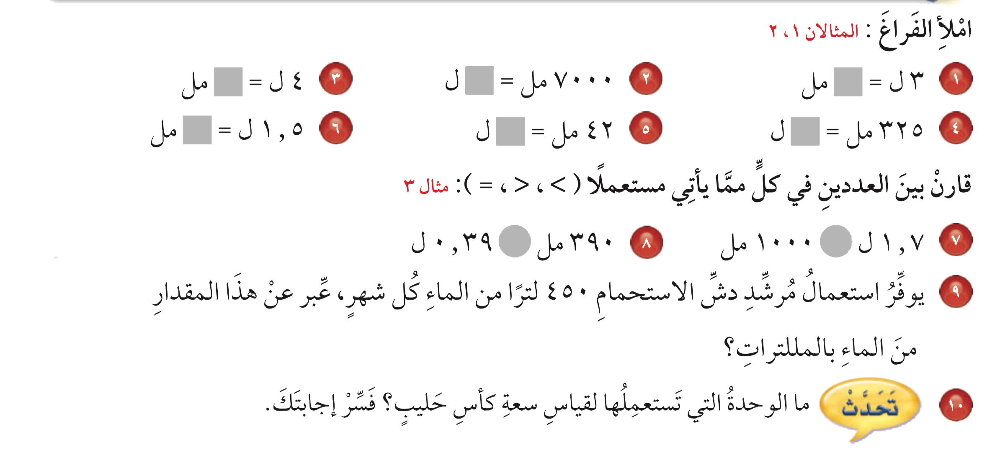 امْلأِ الفَراغَ : المثالان ١، ٢
١ ٣ ل = مل ٢ ٧٠٠٠ مل = ل ٣ ٤ ل = مل
٤ ٣٢٥ مل = ل ٥ ٤٢ مل = ل ٦ ١,٥ ل = مل
قارنْ بينَ العددينِ في كلٍّ ممَّا يأتِي مستعملًا ( > ، < ، = ): مثال ٣
٧ ١,٧ ل ١٠٠٠ مل ٨ ٣٩٠ مل ٠,٣٩ ل
٩ يوفِّرُ استعمالُ مُرشِّدِ دشِّ الاستحمامِ ٤٥٠ لترًا من الماءِ كُل شهرٍ، عِّبر عنْ هذَا المقدارِ
منَ الماءِ بالمللتراتِ؟
١٠ تَحَدَّثْ ما الوحدةُ التي تَستعمِلُها لقياسِ سعةِ كأسِ حَليبٍ؟ فَسِّرْ إجابتَكَ.